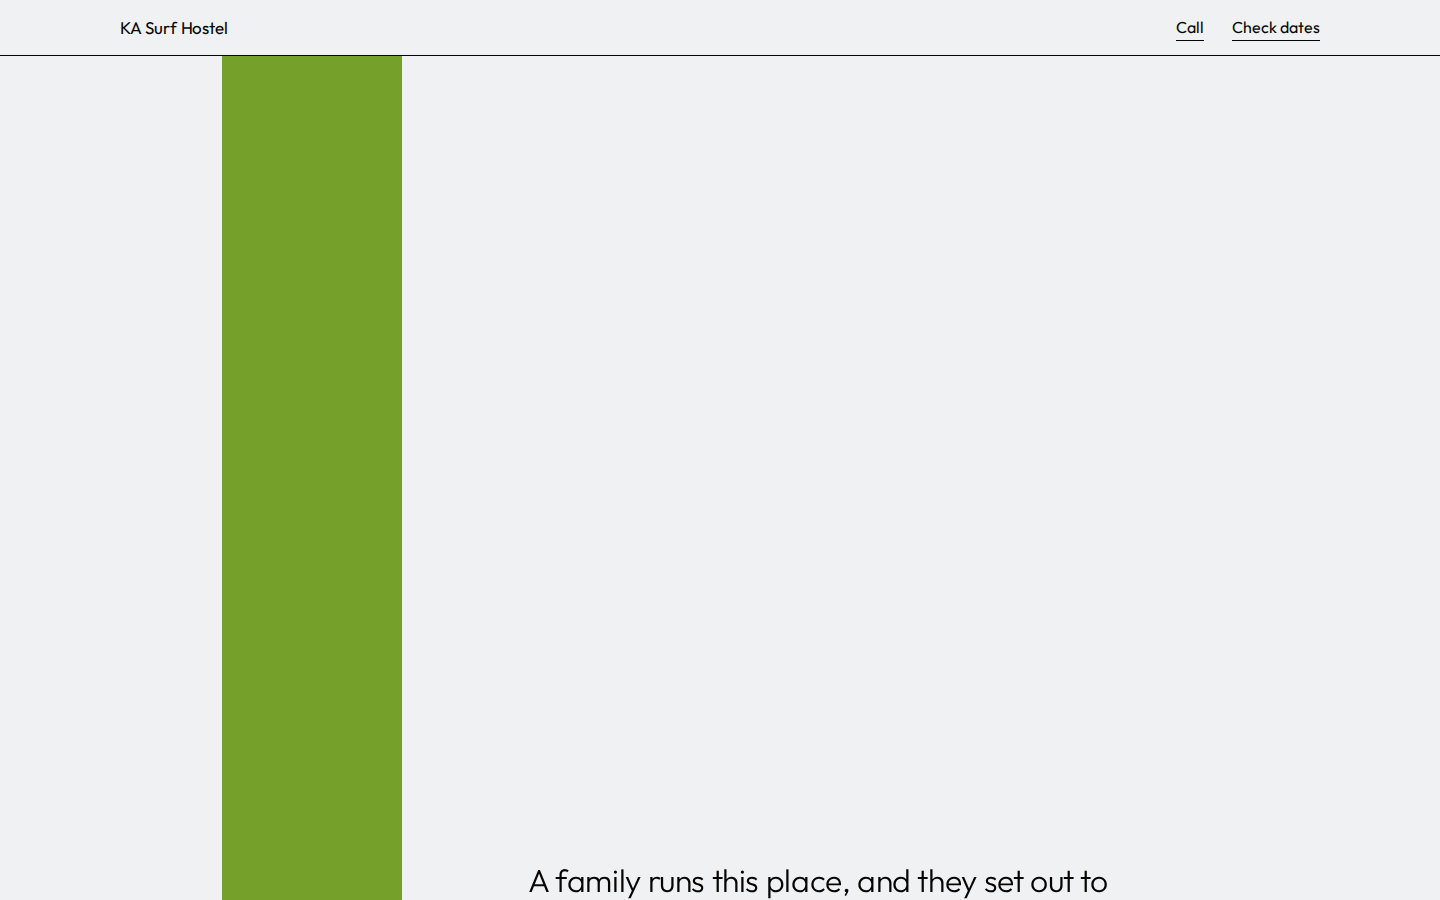 KA Surf Hostel
Call
Check dates
A family runs this place, and they set out to